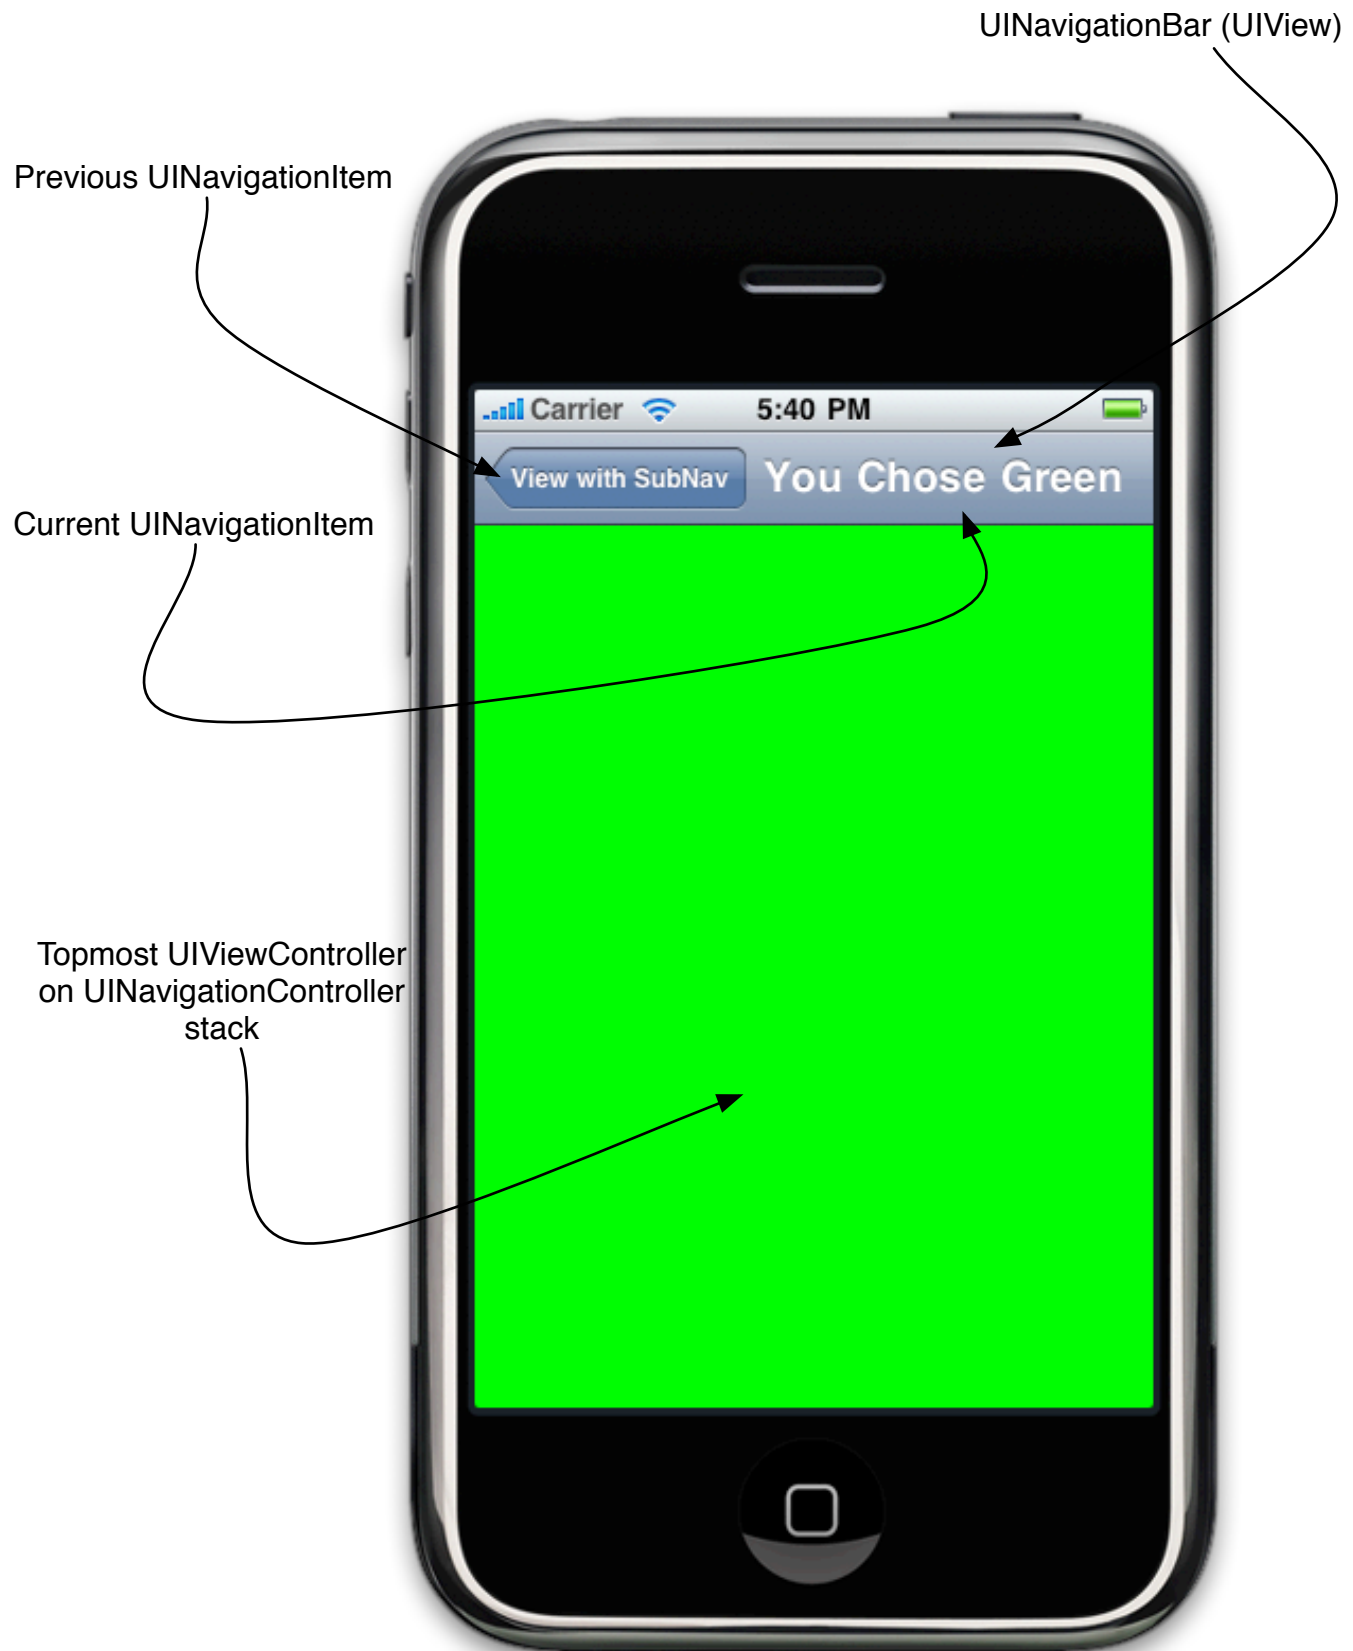 UINavigationBar (UIView)
Previous UINavigationItem
Carrier 5:40 PM
View with SubNav You Chose Green
Current UINavigationItem
Topmost UIViewController
on UINavigationController
stack